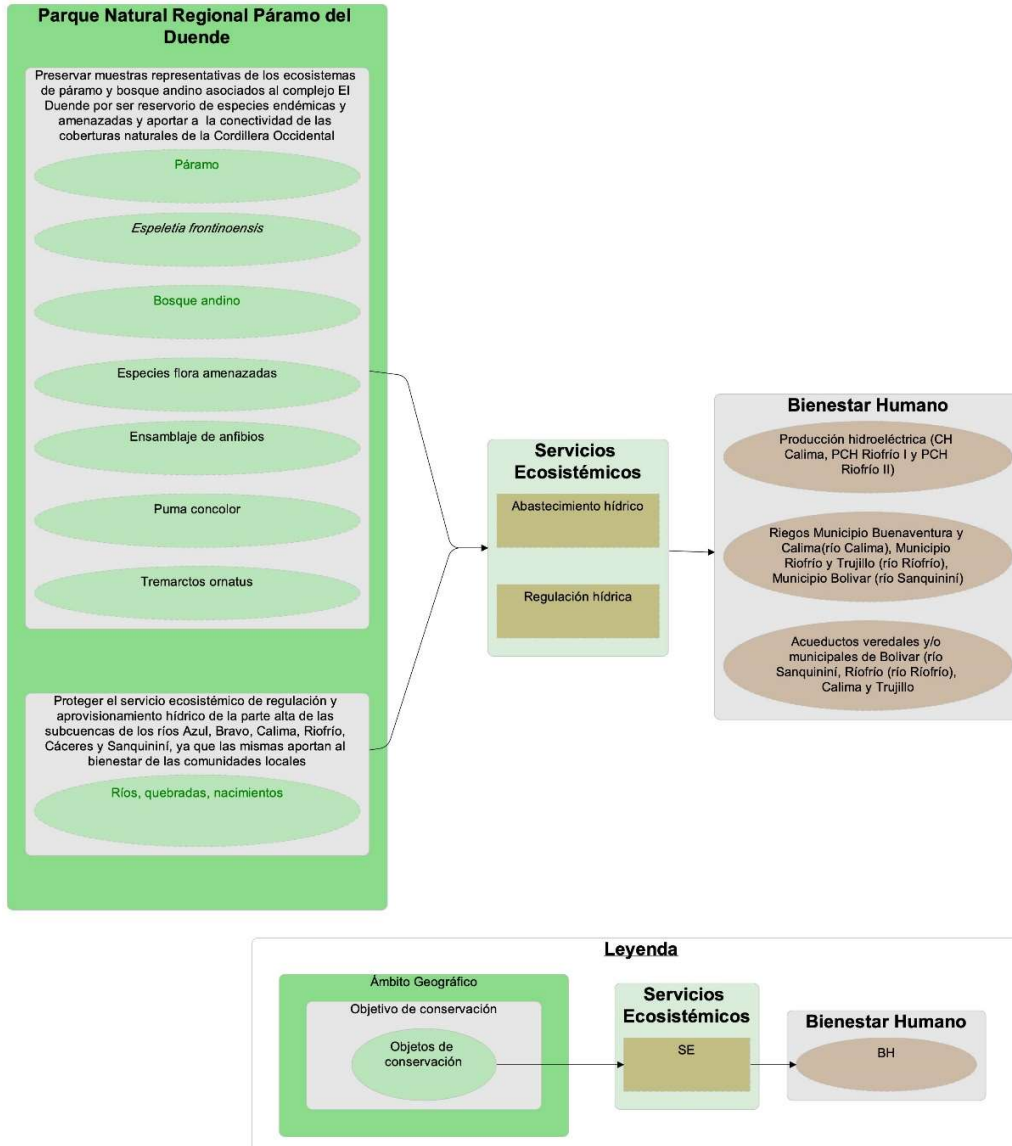 Parque Natural Regional Páramo del
Duende
Preservar muestras representativas de los ecosistemas
de páramo y bosque andino asociados al complejo El
Duende por ser reservorio de especies endémicas y
amenazadas y aportar a la conectividad de las
coberturas naturales de la Cordillera Occidental
Páramo
Espeletia frontinoensis
Bosque andino
Especies flora amenazadas
Ensamblaje de anfibios
Puma concolor
Tremarctos ornatus
Proteger el servicio ecosistémico de regulación y
aprovisionamiento hídrico de la parte alta de las
subcuencas de los ríos Azul, Bravo, Calima, Riofrío,
Cáceres y Sanquininí, ya que las mismas aportan al
bienestar de las comunidades locales
Ríos, quebradas, nacimientos
Servicios
Ecosistémicos
Abastecimiento hídrico
Regulación hídrica
Bienestar Humano
Producción hidroeléctrica (CH
Calima, PCH Riofrío I y PCH
Riofrío II)
Riegos Municipio Buenaventura y
Calima(río Calima), Municipio
Riofrío y Trujillo (río Ríofrío),
Municipio Bolivar (río Sanquininí)
Acueductos veredales y/o
municipales de Bolivar (río
Sanquininí, Ríofrío (río Ríofrío),
Calima y Trujillo
Leyenda
Ámbito Geográfico
Objetivo de conservación
Objetos de
conservación
Servicios
Ecosistémicos
SE
Bienestar Humano
BH